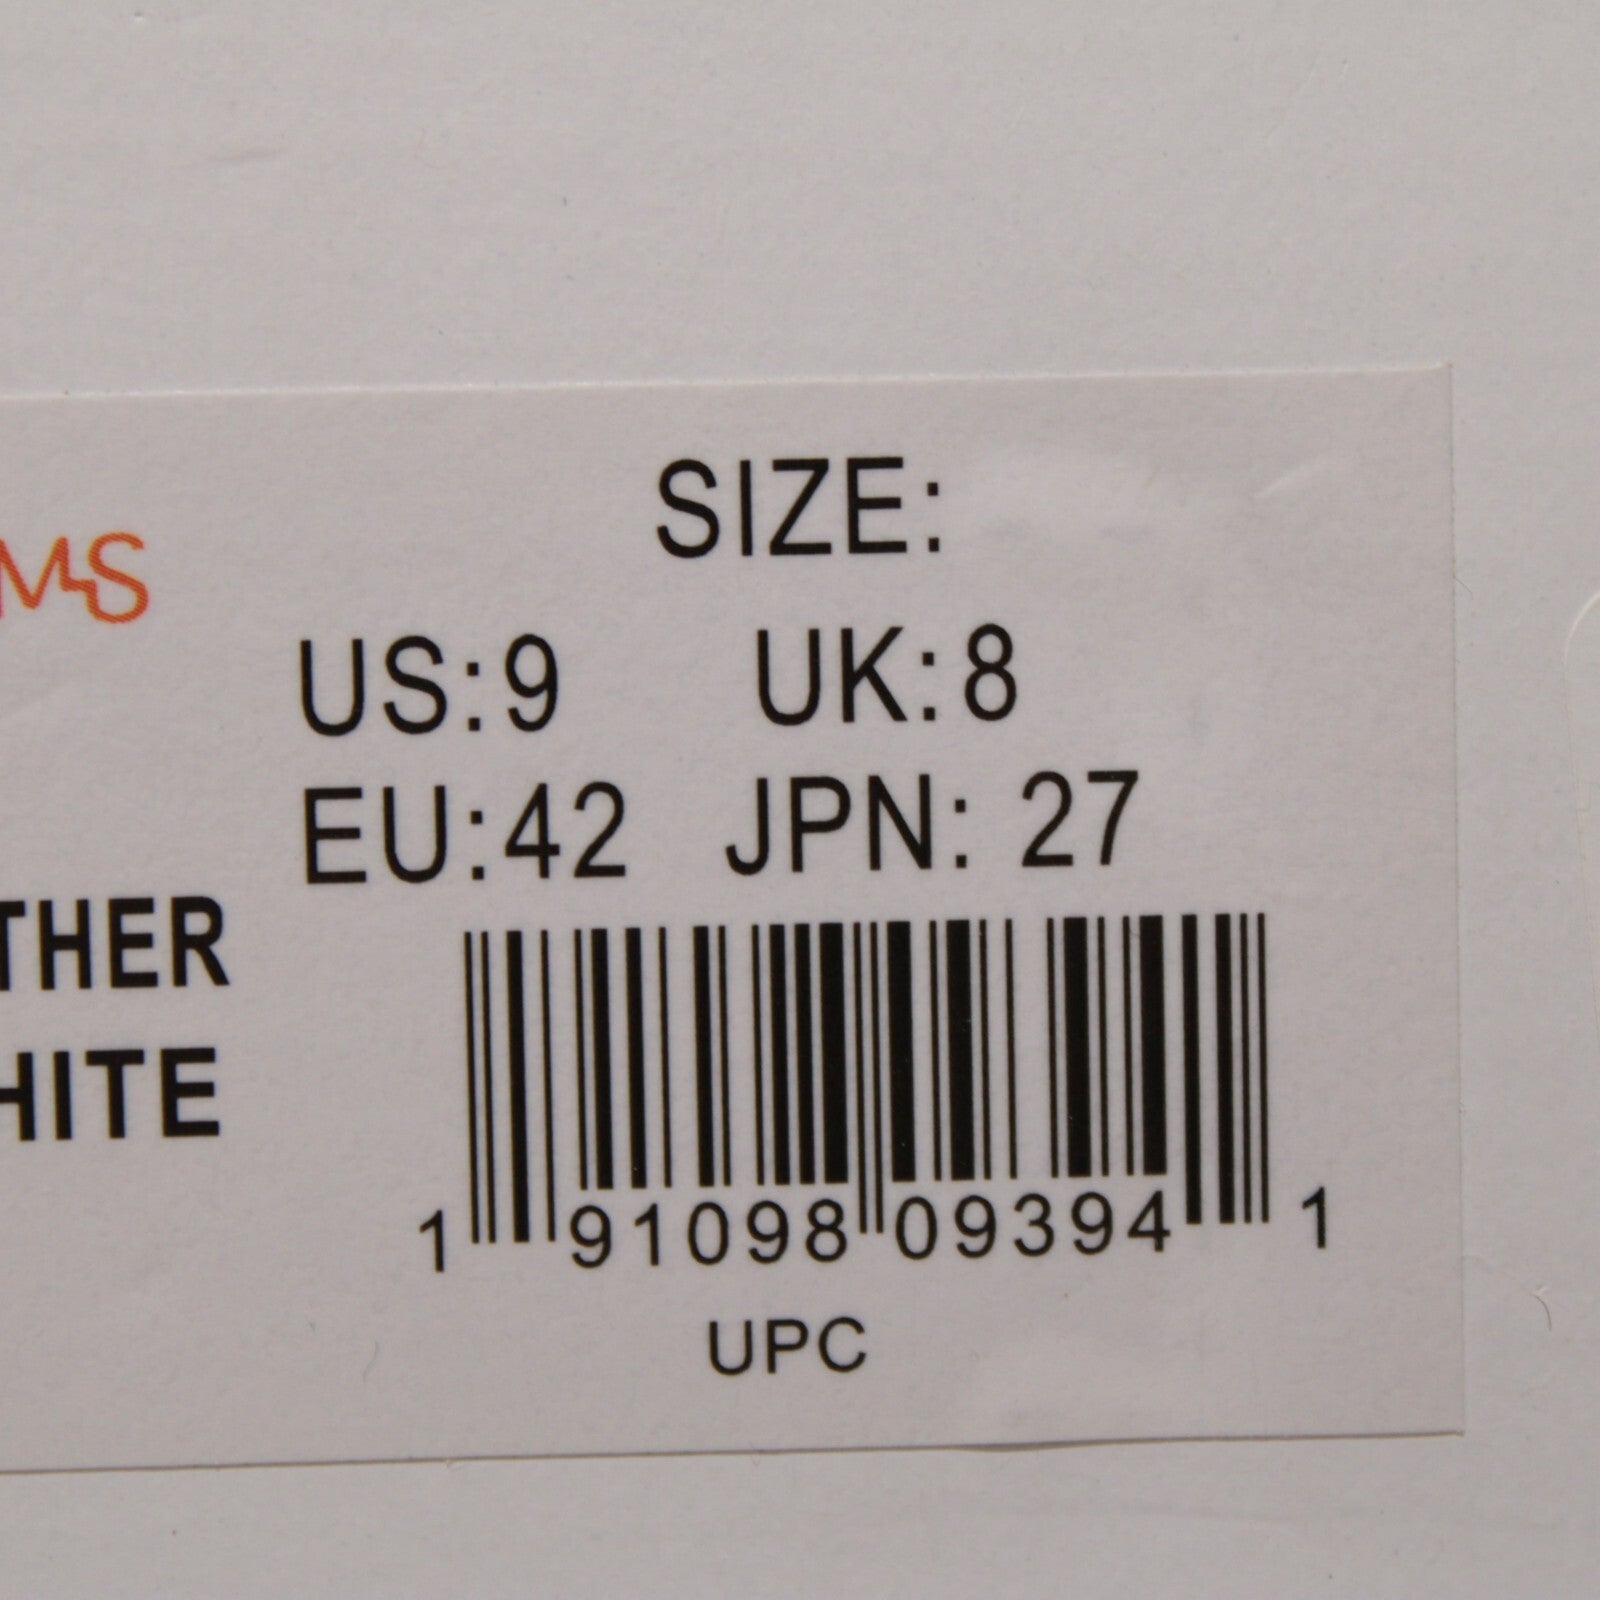 SIZE:
MS
US:9 UK:8
EU:42 JPN: 27
THER
HITE
1 91098 09394 1
UPC